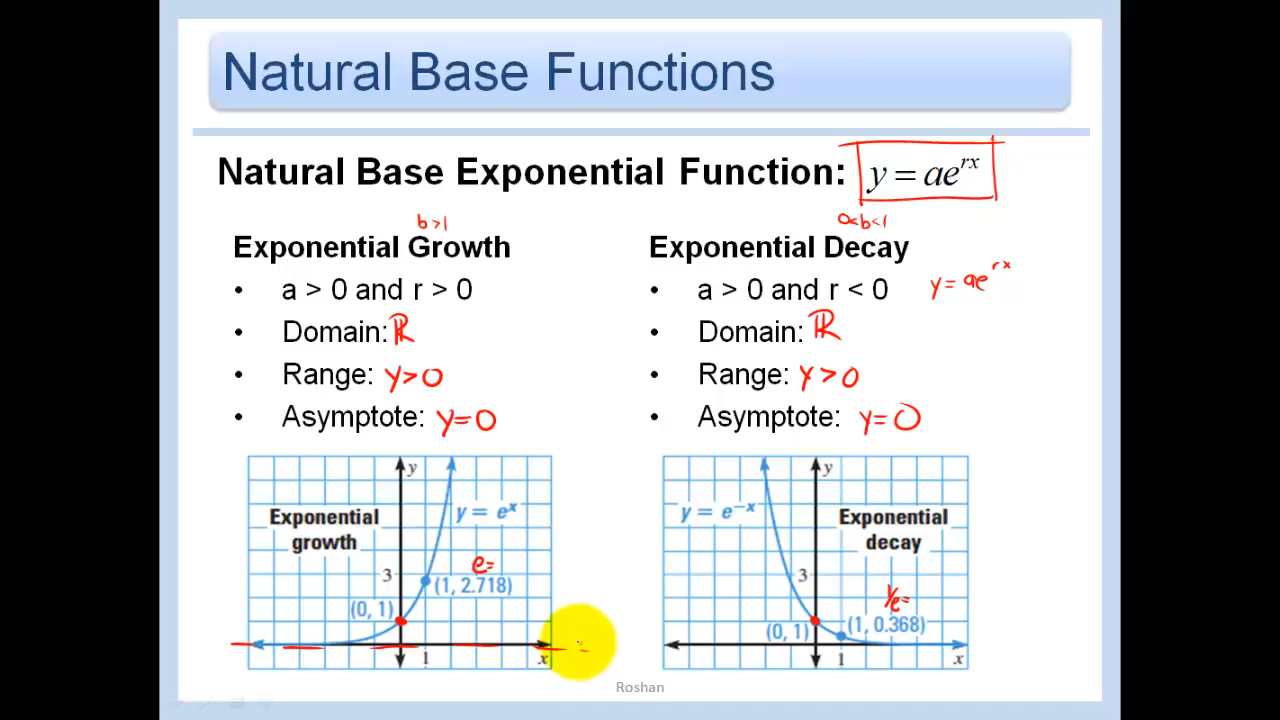 Natural Base Functions
Natural Base Exponential Function: y = ae^{rx}
b > 1
Exponential Growth
• a > 0 and r > 0
• Domain: ℝ
• Range: y > 0
• Asymptote: y = 0
0 < b < 1
Exponential Decay
• a > 0 and r < 0 y = ae^{rx}
• Domain: ℝ
• Range: y > 0
• Asymptote: y = 0
y
y = e^x
Exponential
growth
e =
3
(1, 2.718)
(0, 1)
1
x
y
y = e^{-x}
Exponential
decay
3
1/e =
(0, 1)
(1, 0.368)
1
x
Roshan